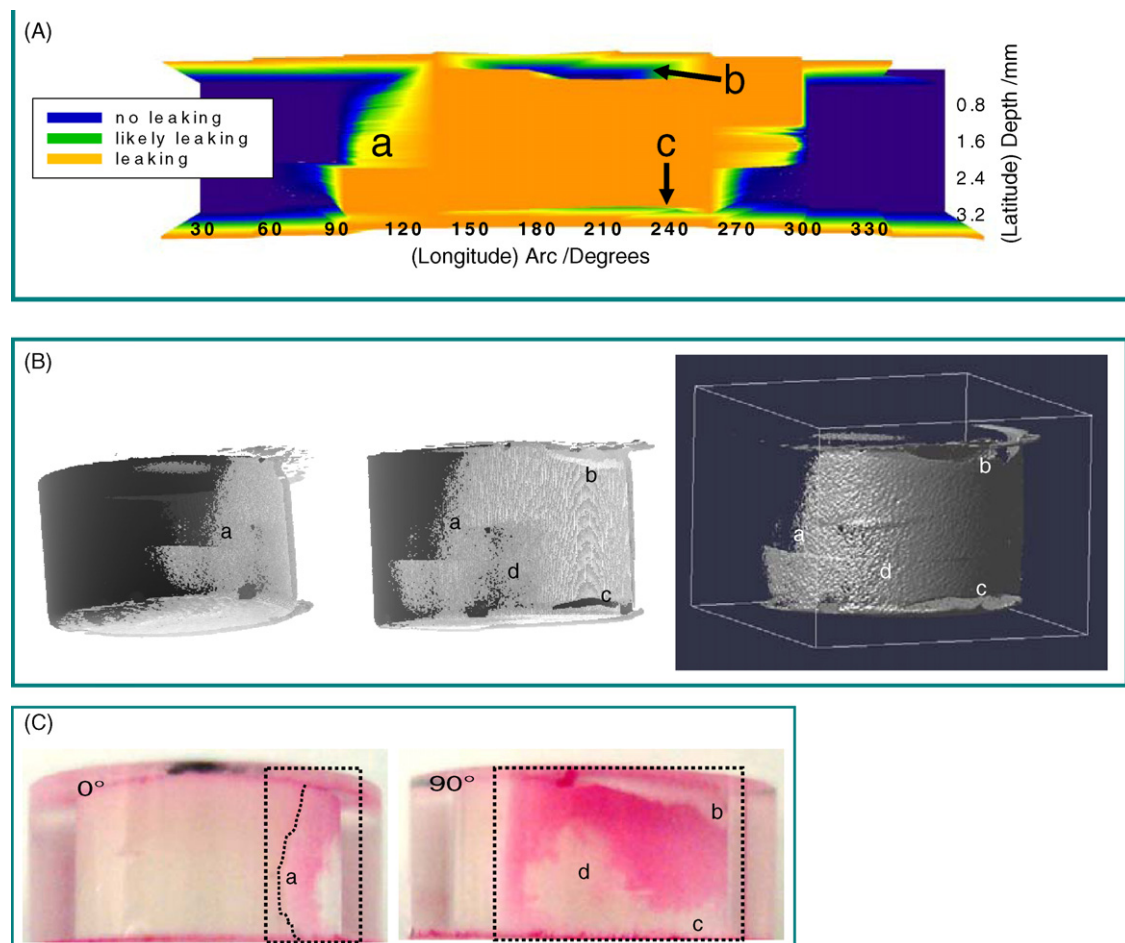 (A)
no leaking
likely leaking
leaking
a
b
c
0.8
1.6
2.4
3.2
(Latitude) Depth /mm
30 60 90 120 150 180 210 240 270 300 330
(Longitude) Arc /Degrees
(B)
a
a
b
c
d
a
b
c
d
(C)
0°
a
90°
b
d
c